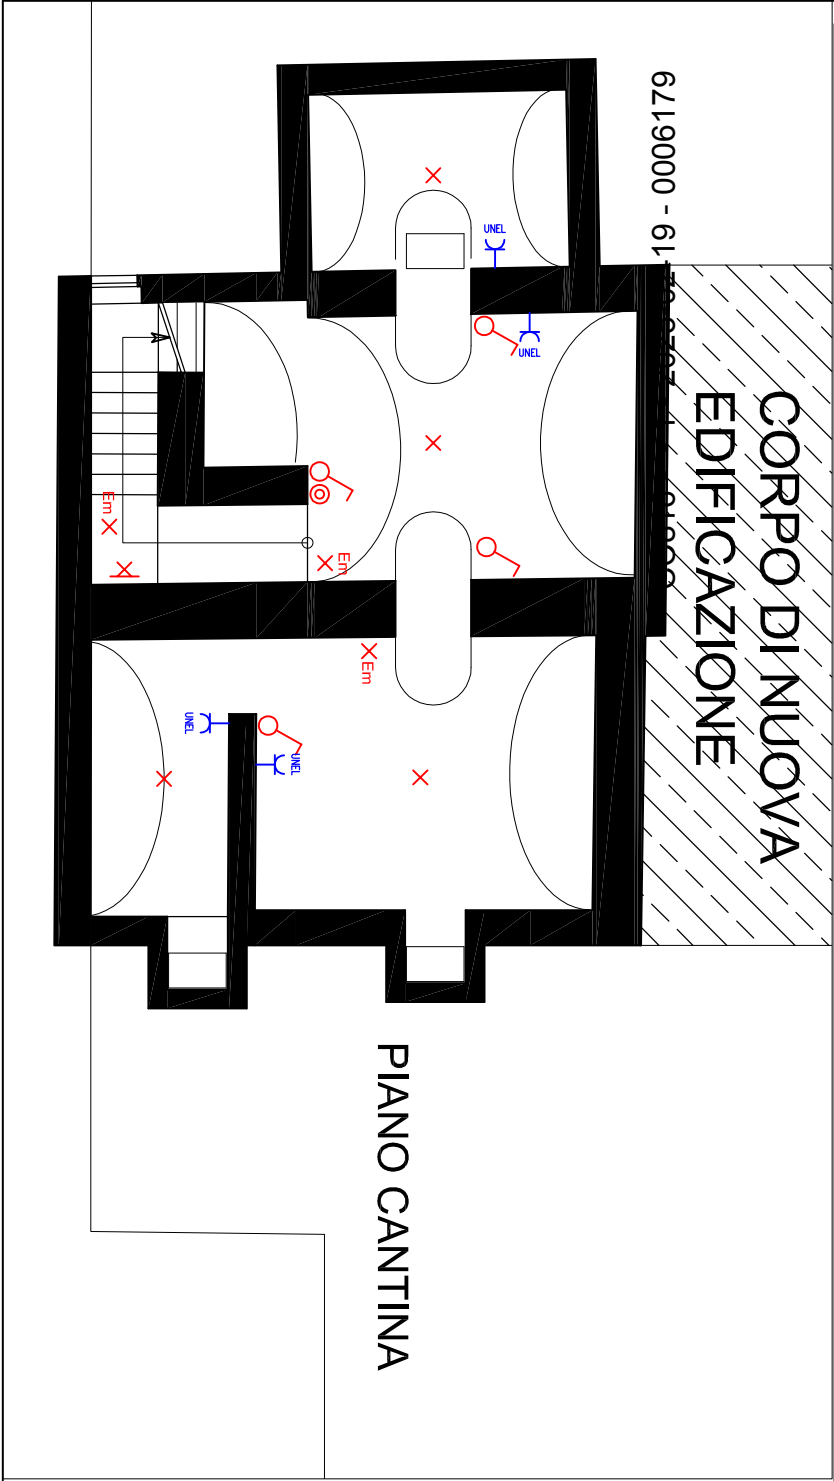 CORPO DI NUOVA
EDIFICAZIONE
19 - 0006179
UNEL
UNEL
Em
Em
Em
UNEL
UNEL
PIANO CANTINA